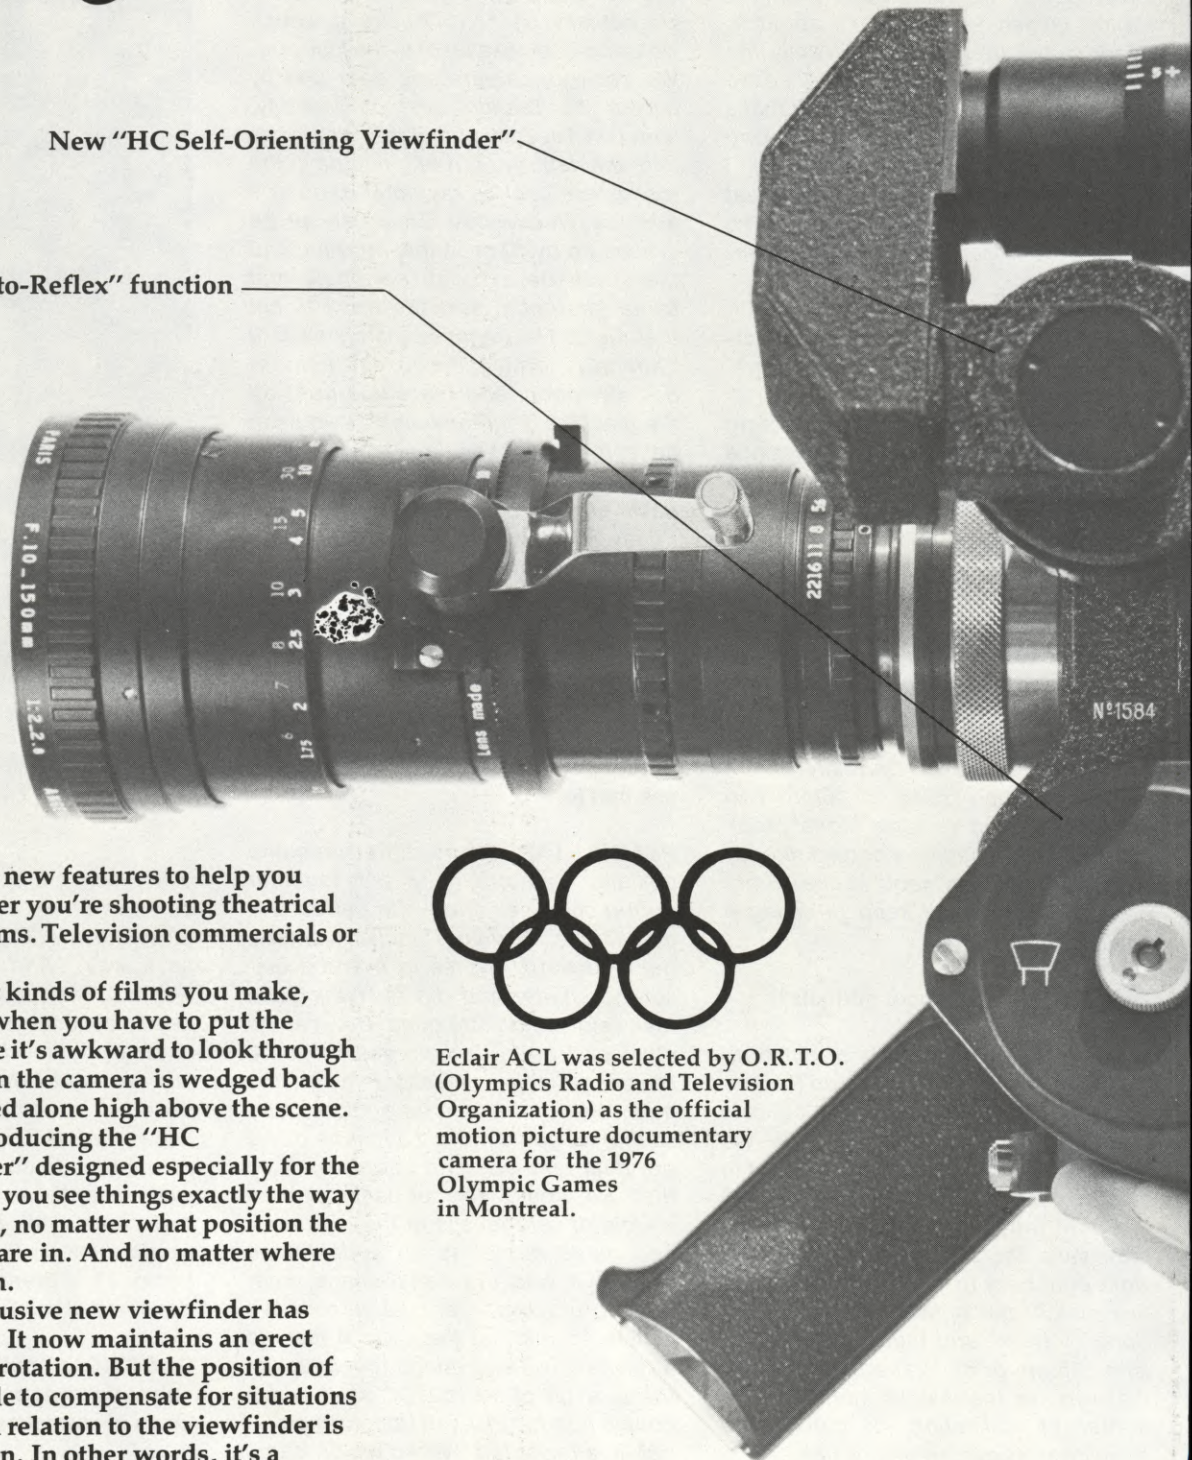 New "HC Self-Orienting Viewfinder"
to-Reflex" function
PARIS
F.10_150mm
1:2_2.8
30
10
15
5
4
10
3
8
2.5
7
2
6
1.75
10
Lens made
22 16 11 8 5.6
+
Nº1584
new features to help you
er you're shooting theatrical
ms. Television commercials or
kinds of films you make,
when you have to put the
e it's awkward to look through
n the camera is wedged back
ed alone high above the scene.
oducing the "HC
er" designed especially for the
you see things exactly the way
, no matter what position the
are in. And no matter where
n.
usive new viewfinder has
It now maintains an erect
rotation. But the position of
le to compensate for situations
relation to the viewfinder is
n. In other words, it's a
Eclair ACL was selected by O.R.T.O.
(Olympics Radio and Television
Organization) as the official
motion picture documentary
camera for the 1976
Olympic Games
in Montreal.